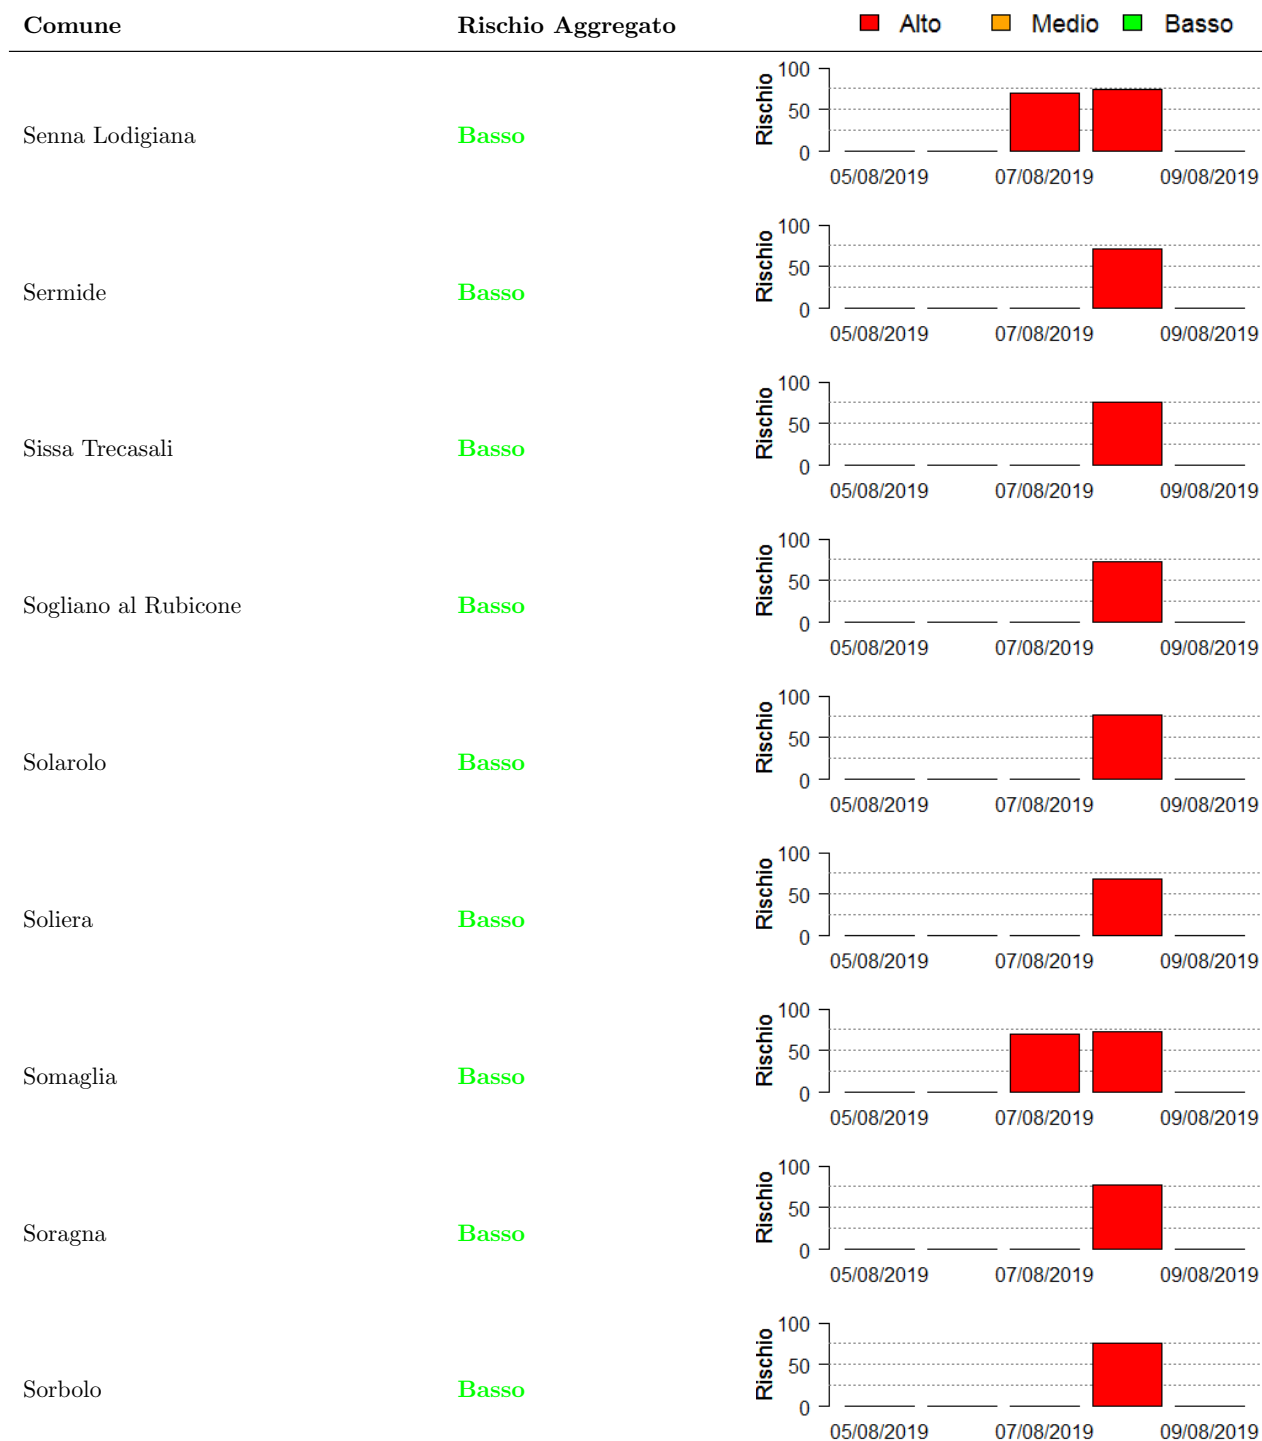 Comune Rischio Aggregato Alto Medio Basso
Senna Lodigiana Basso
Rischio
100
50
0
05/08/2019 07/08/2019 09/08/2019
Sermide Basso
Rischio
100
50
0
05/08/2019 07/08/2019 09/08/2019
Sissa Trecasali Basso
Rischio
100
50
0
05/08/2019 07/08/2019 09/08/2019
Sogliano al Rubicone Basso
Rischio
100
50
0
05/08/2019 07/08/2019 09/08/2019
Solarolo Basso
Rischio
100
50
0
05/08/2019 07/08/2019 09/08/2019
Soliera Basso
Rischio
100
50
0
05/08/2019 07/08/2019 09/08/2019
Somaglia Basso
Rischio
100
50
0
05/08/2019 07/08/2019 09/08/2019
Soragna Basso
Rischio
100
50
0
05/08/2019 07/08/2019 09/08/2019
Sorbolo Basso
Rischio
100
50
0
05/08/2019 07/08/2019 09/08/2019